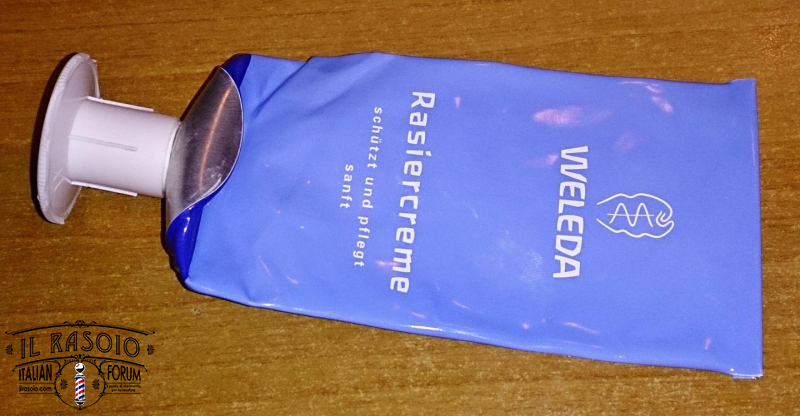 WELEDA
Rasiercreme
schützt und pflegt
sanft
IL RASOIO
ITALIAN FORUM
ilrasoio.com